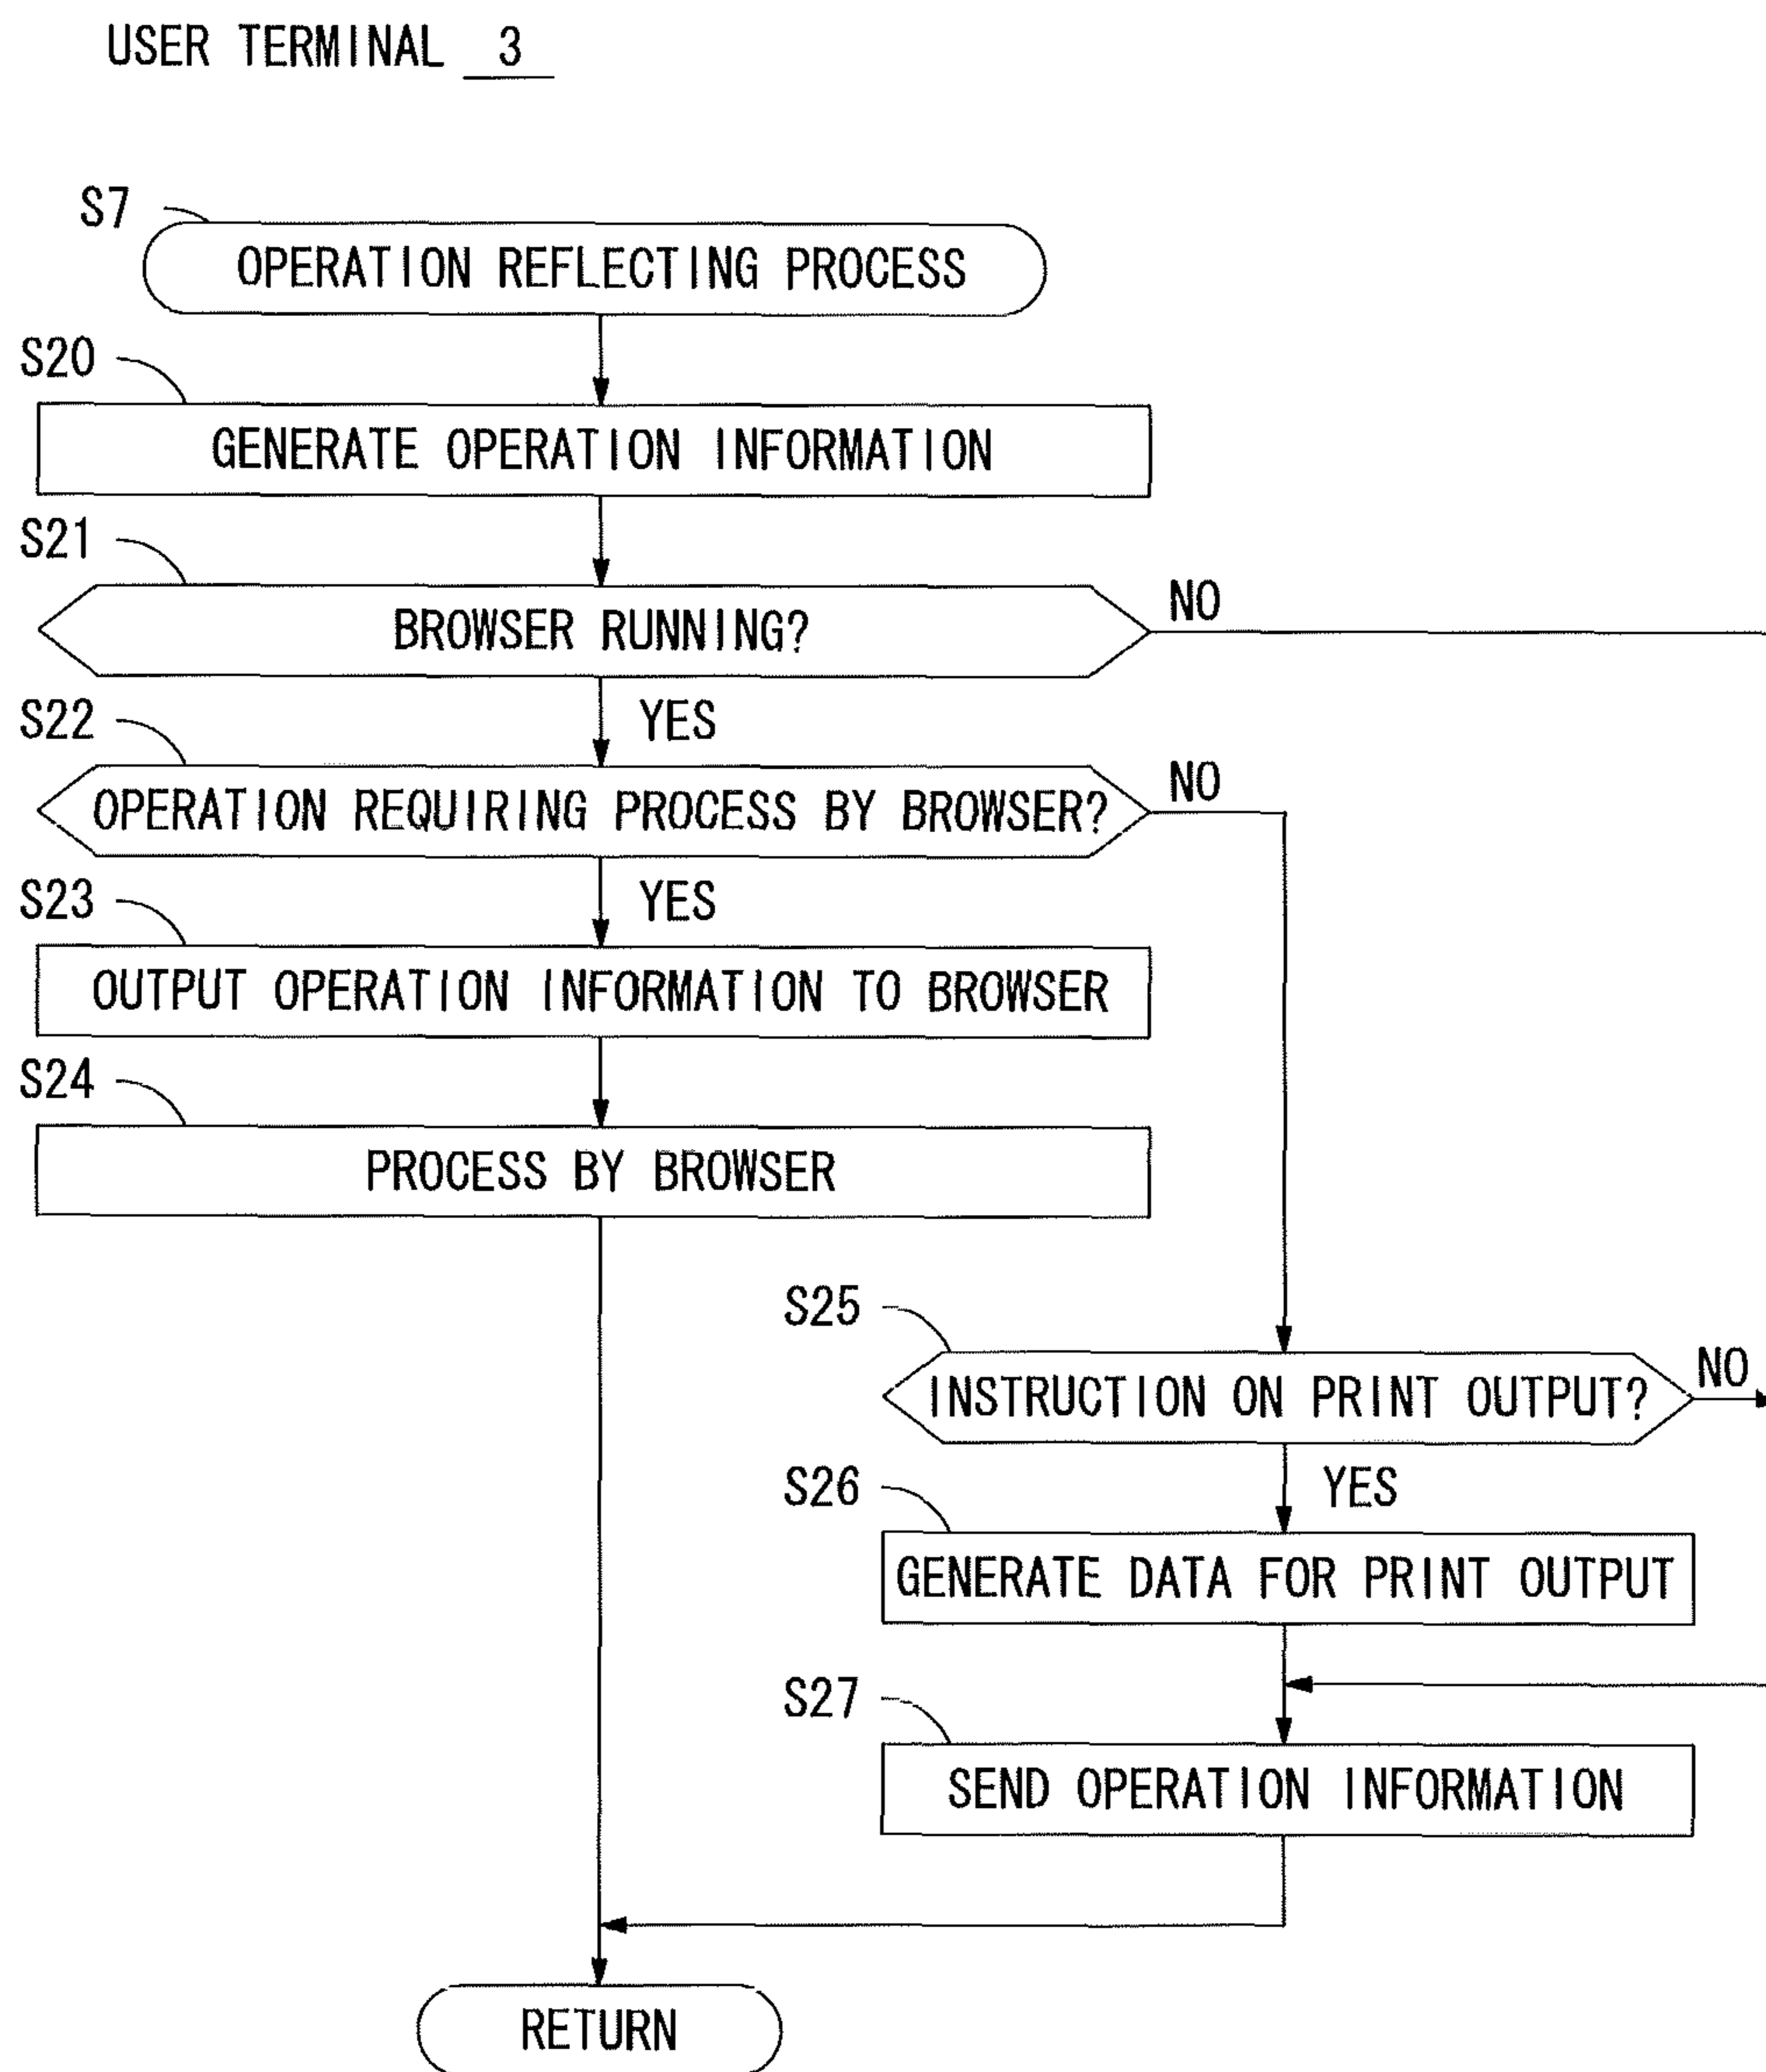 USER TERMINAL 3
S7
OPERATION REFLECTING PROCESS
S20
GENERATE OPERATION INFORMATION
S21
BROWSER RUNNING?
NO
YES
S22
OPERATION REQUIRING PROCESS BY BROWSER?
NO
YES
S23
OUTPUT OPERATION INFORMATION TO BROWSER
S24
PROCESS BY BROWSER
S25
INSTRUCTION ON PRINT OUTPUT?
NO
YES
S26
GENERATE DATA FOR PRINT OUTPUT
S27
SEND OPERATION INFORMATION
RETURN